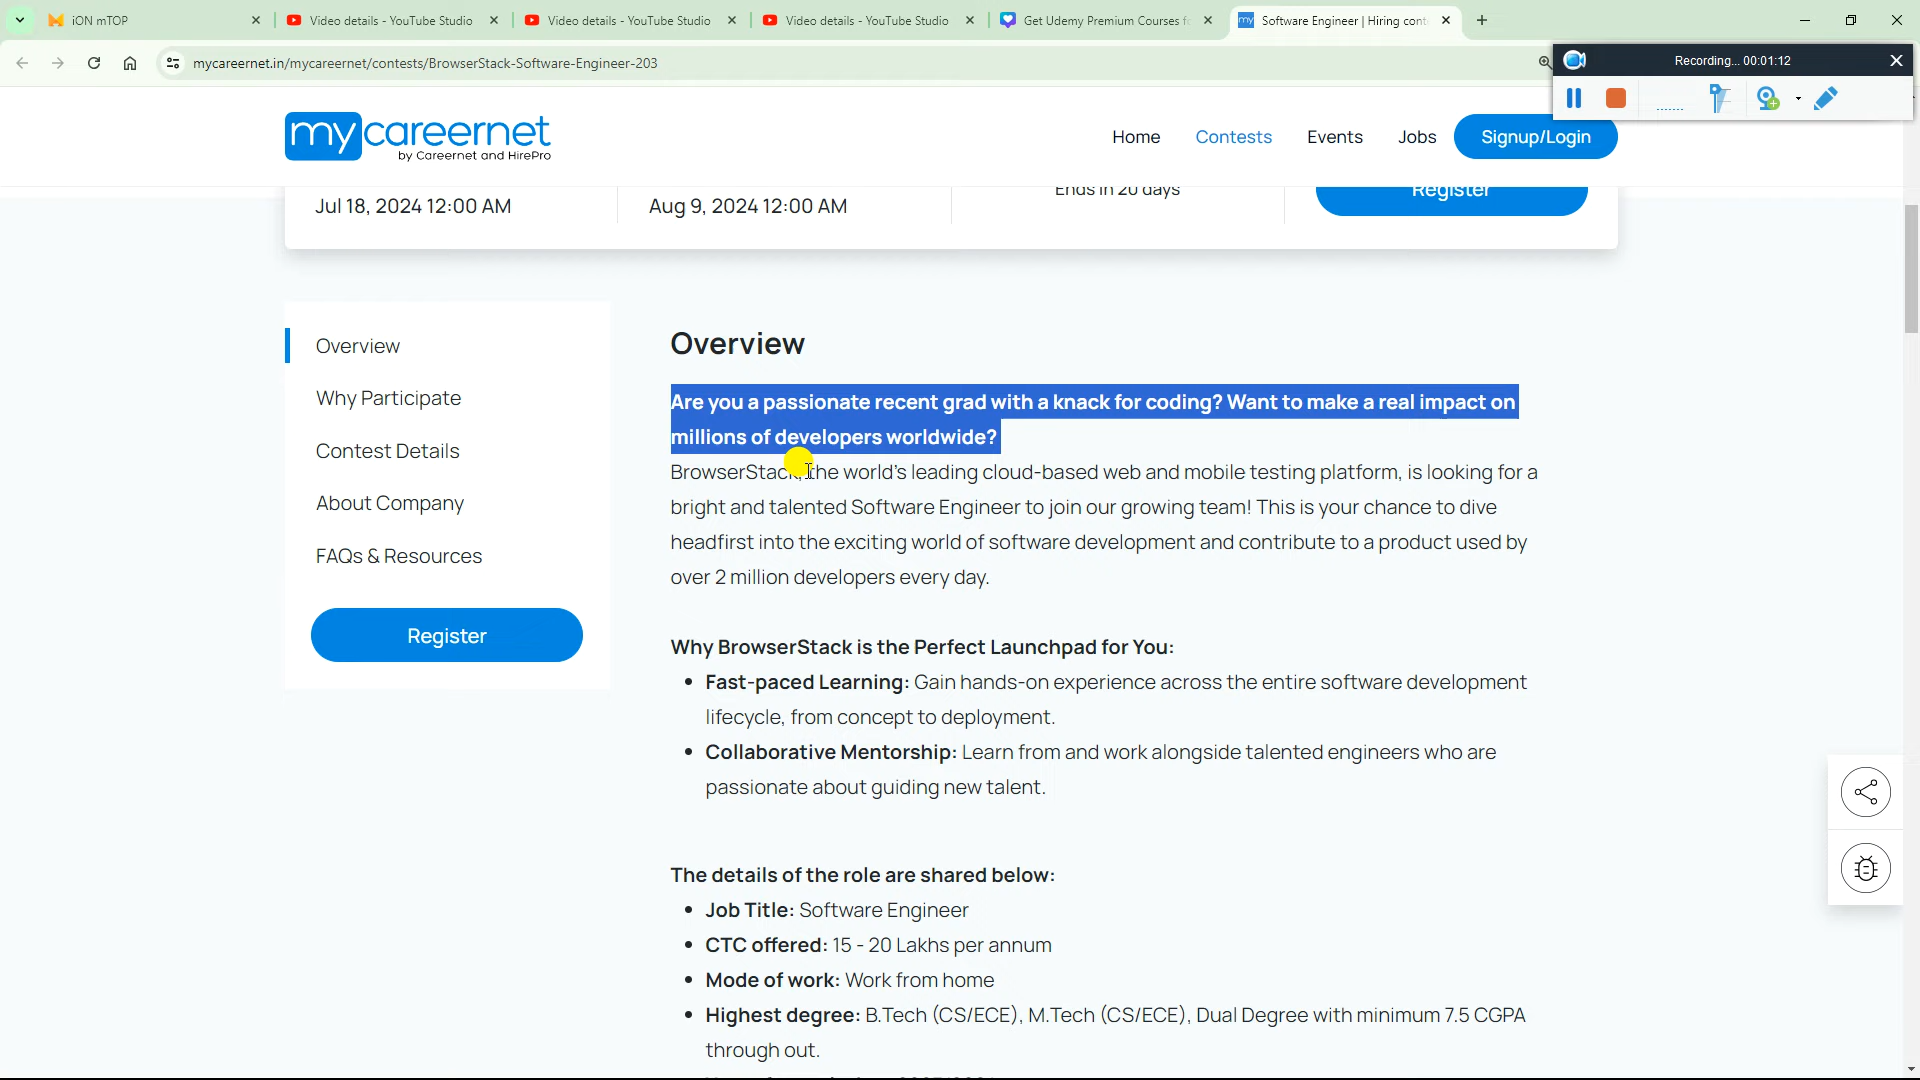 iON mTOP
Video details - YouTube Studio
Video details - YouTube Studio
Video details - YouTube Studio
Get Udemy Premium Courses
Software Engineer | Hiring cont
mycareernet.in/mycareernet/contests/BrowserStack-Software-Engineer-203
Recording... 00:01:12
mycareernet
by Careernet and HirePro
Home
Contests
Events
Jobs
Signup/Login
Jul 18, 2024 12:00 AM
Aug 9, 2024 12:00 AM
Ends in 20 days
Register
Overview
Why Participate
Contest Details
About Company
FAQs & Resources
Register
Overview
Are you a passionate recent grad with a knack for coding? Want to make a real impact on
millions of developers worldwide?
BrowserStack, the world's leading cloud-based web and mobile testing platform, is looking for a
bright and talented Software Engineer to join our growing team! This is your chance to dive
headfirst into the exciting world of software development and contribute to a product used by
over 2 million developers every day.
Why BrowserStack is the Perfect Launchpad for You:
• Fast-paced Learning: Gain hands-on experience across the entire software development
lifecycle, from concept to deployment.
• Collaborative Mentorship: Learn from and work alongside talented engineers who are
passionate about guiding new talent.
The details of the role are shared below:
• Job Title: Software Engineer
• CTC offered: 15 - 20 Lakhs per annum
• Mode of work: Work from home
• Highest degree: B.Tech (CS/ECE), M.Tech (CS/ECE), Dual Degree with minimum 7.5 CGPA
through out.